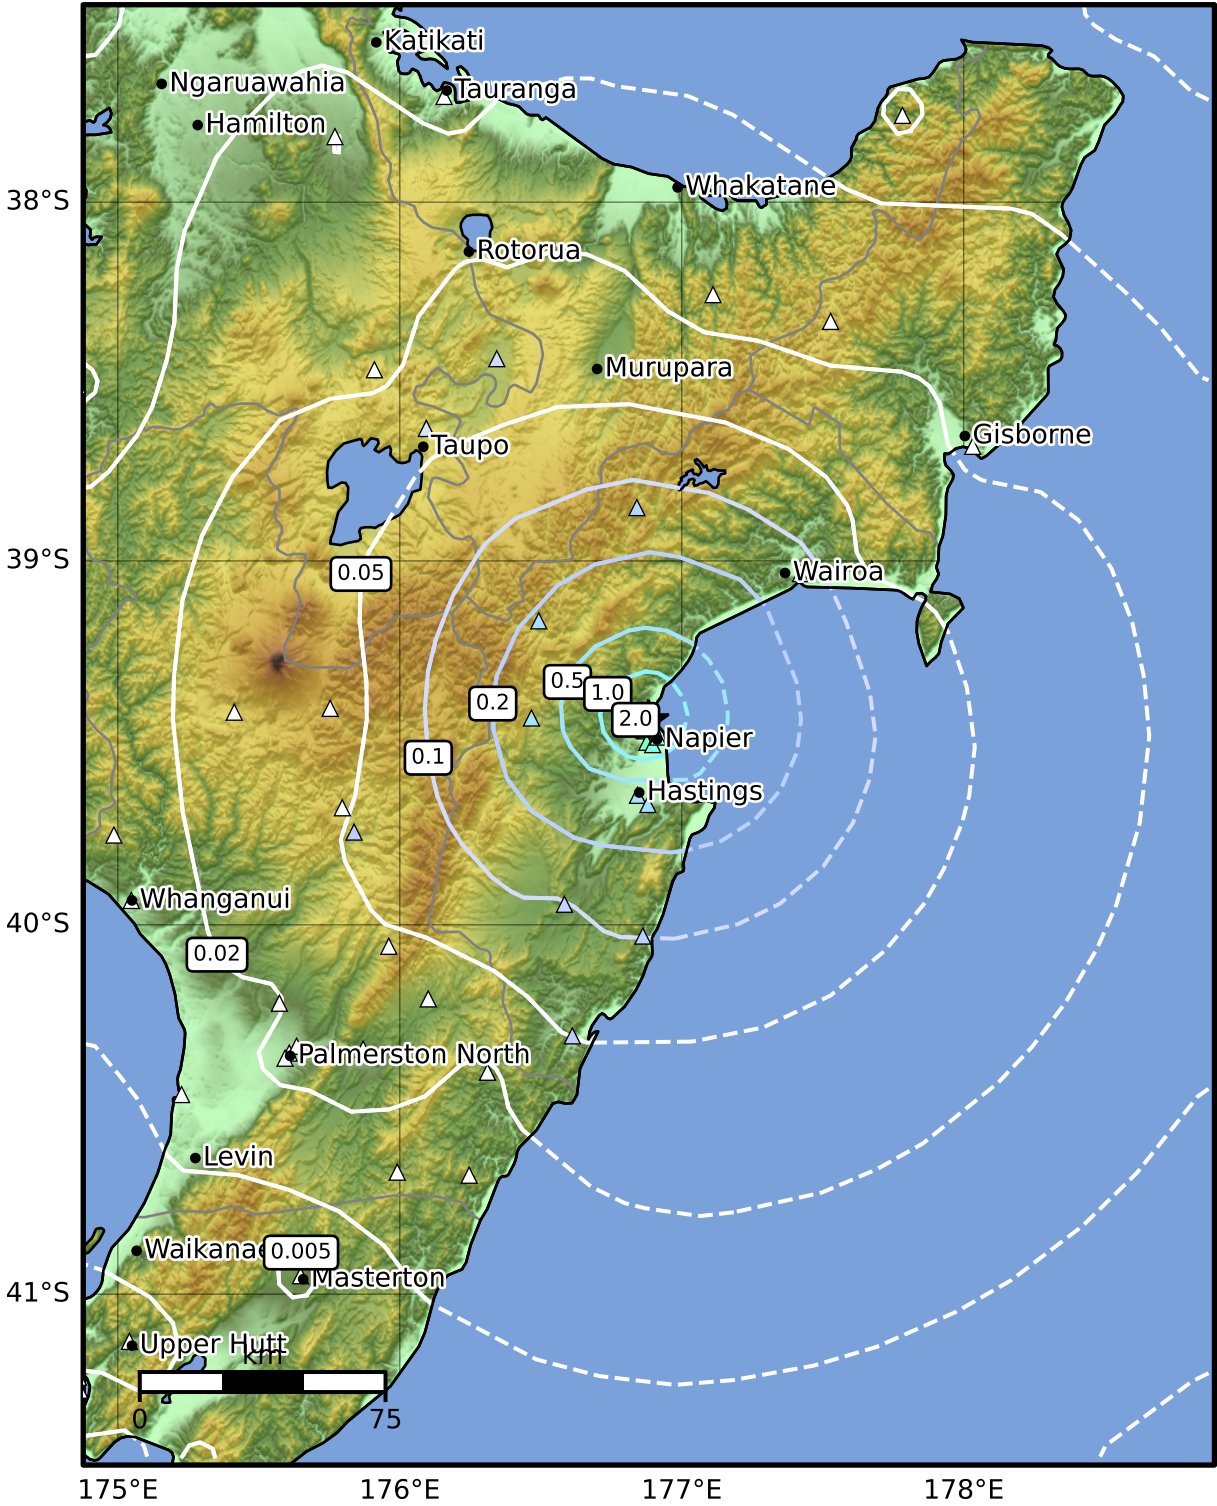 Katikati
Ngaruawahia
Tauranga
Hamilton
Whakatane
38°S
Rotorua
Murupara
Gisborne
Taupo
39°S
0.05
Wairoa
0.5
1.0
0.2
2.0
Napier
0.1
Hastings
Whanganui
40°S
0.02
Palmerston North
Levin
Waikanae
0.005
Masterton
41°S
Upper Hutt
km
0
75
175°E
176°E
177°E
178°E